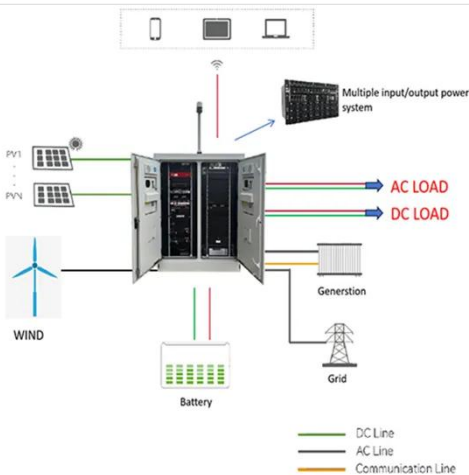 Multiple input/output power
system
PV1
PVN
AC LOAD
DC LOAD
WIND
Generstion
Battery
Grid
DC Line
AC Line
Communication Line